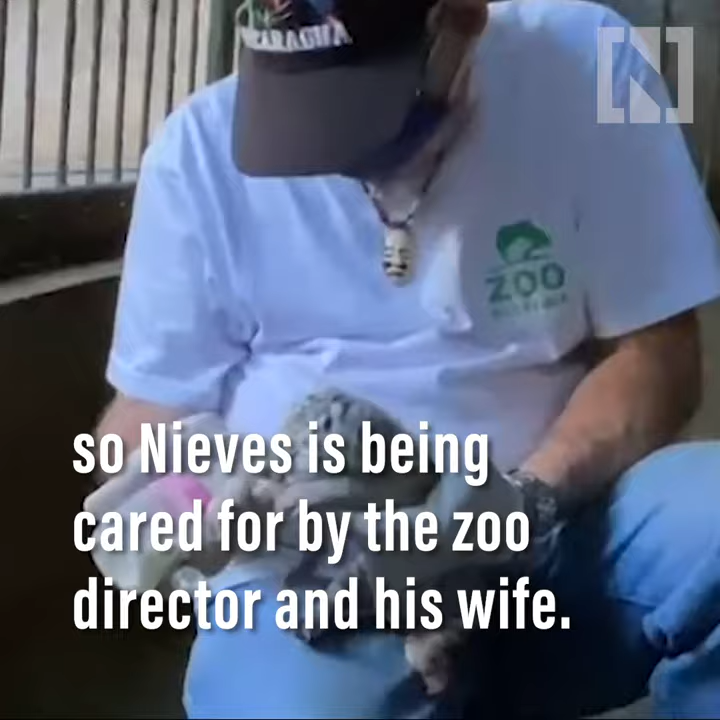 NICARAGUA
[N]
ZOO
so Nieves is being
cared for by the zoo
director and his wife.